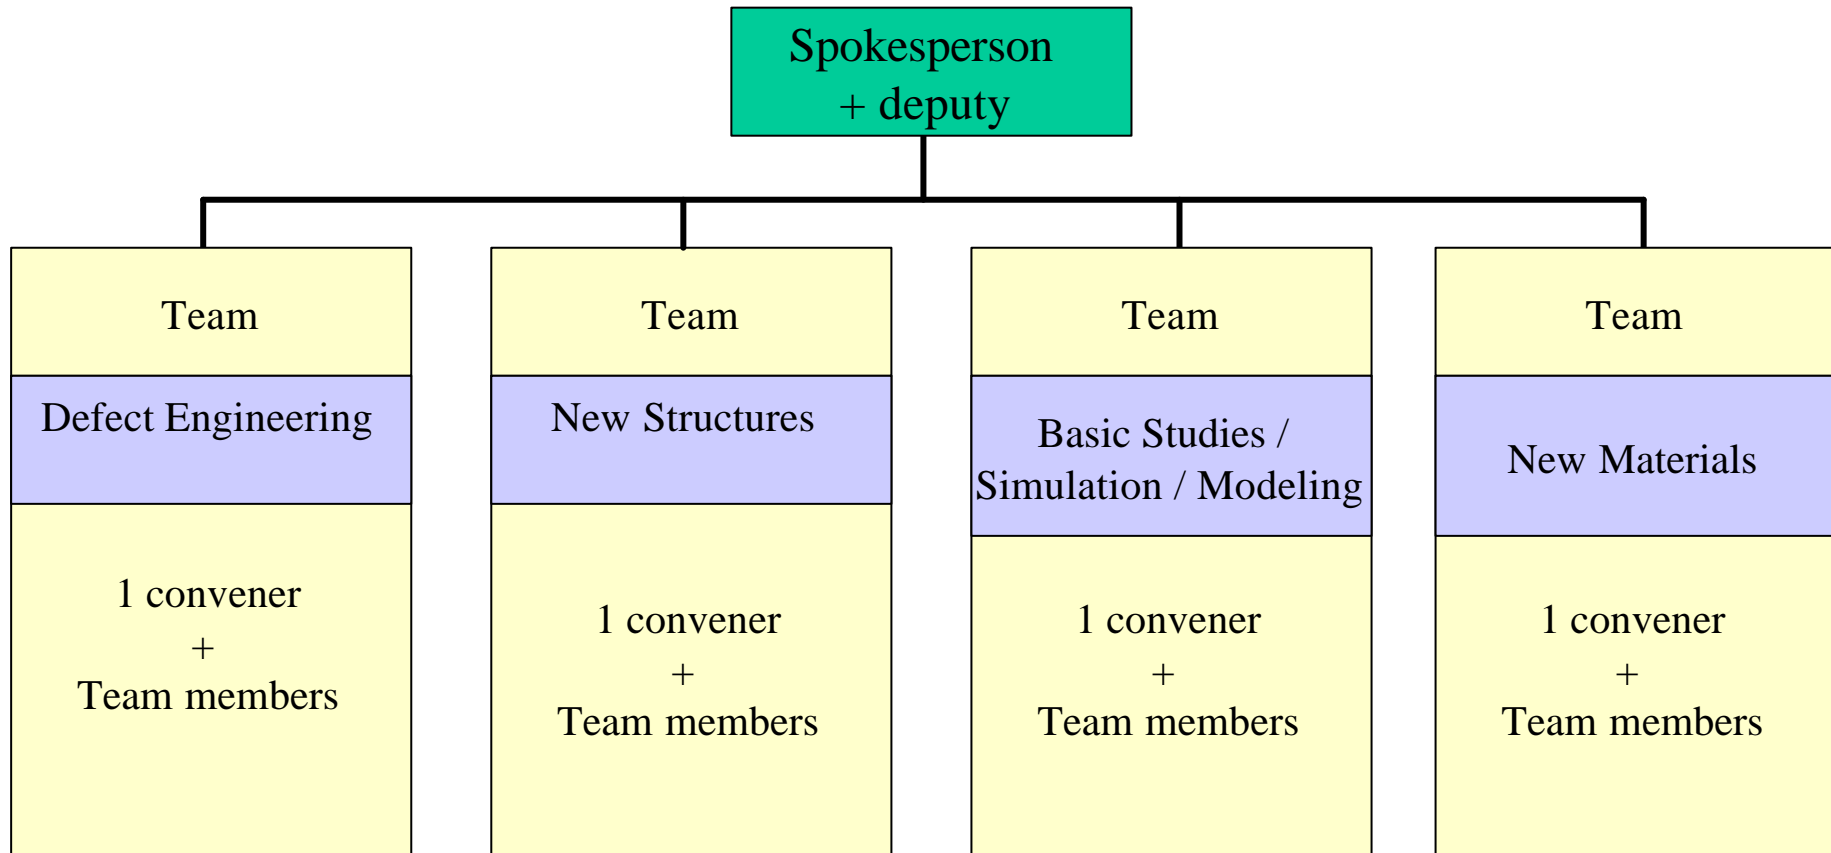 Spokesperson
+ deputy
Team
Defect Engineering
1 convener
+
Team members
Team
New Structures
1 convener
+
Team members
Team
Basic Studies /
Simulation / Modeling
1 convener
+
Team members
Team
New Materials
1 convener
+
Team members